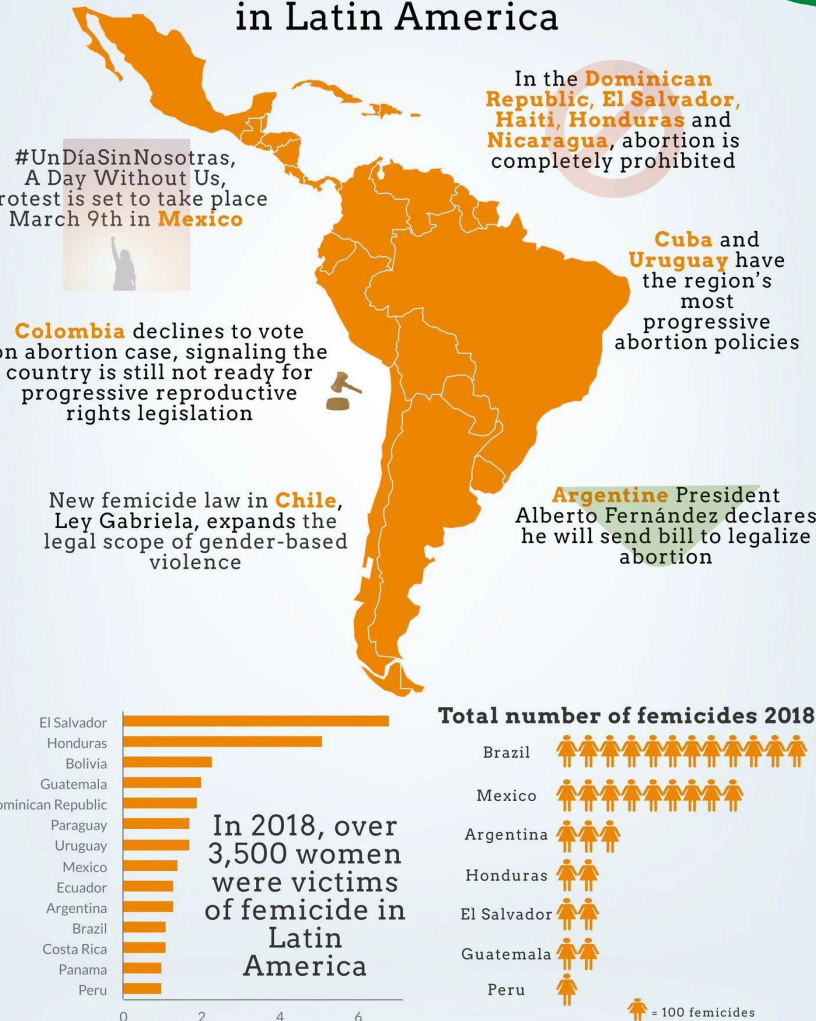 in Latin America
In the Dominican
Republic, El Salvador,
Haiti, Honduras and
Nicaragua, abortion is
completely prohibited
#UnDíaSinNosotras,
A Day Without Us,
rotest is set to take place
March 9th in Mexico
Cuba and
Uruguay have
the region's
most
progressive
abortion policies
Colombia declines to vote
on abortion case, signaling the
country is still not ready for
progressive reproductive
rights legislation
New femicide law in Chile,
Ley Gabriela, expands the
legal scope of gender-based
violence
Argentine President
Alberto Fernández declares
he will send bill to legalize
abortion
El Salvador
Honduras
Bolivia
Guatemala
ominican Republic
Paraguay
Uruguay
Mexico
Ecuador
Argentina
Brazil
Costa Rica
Panama
Peru
0 2 4 6
In 2018, over
3,500 women
were victims
of femicide in
Latin
America
Total number of femicides 2018
Brazil
Mexico
Argentina
Honduras
El Salvador
Guatemala
Peru
= 100 femicides